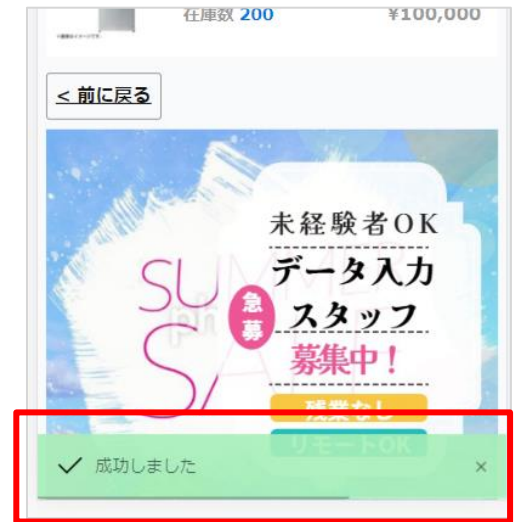 在庫数 200 ¥100,000
< 前に戻る
未経験者OK
データ入力
急募
スタッフ
募集中！
SUMMER
SALE
残業なし
リモートOK
✓ 成功しました ×